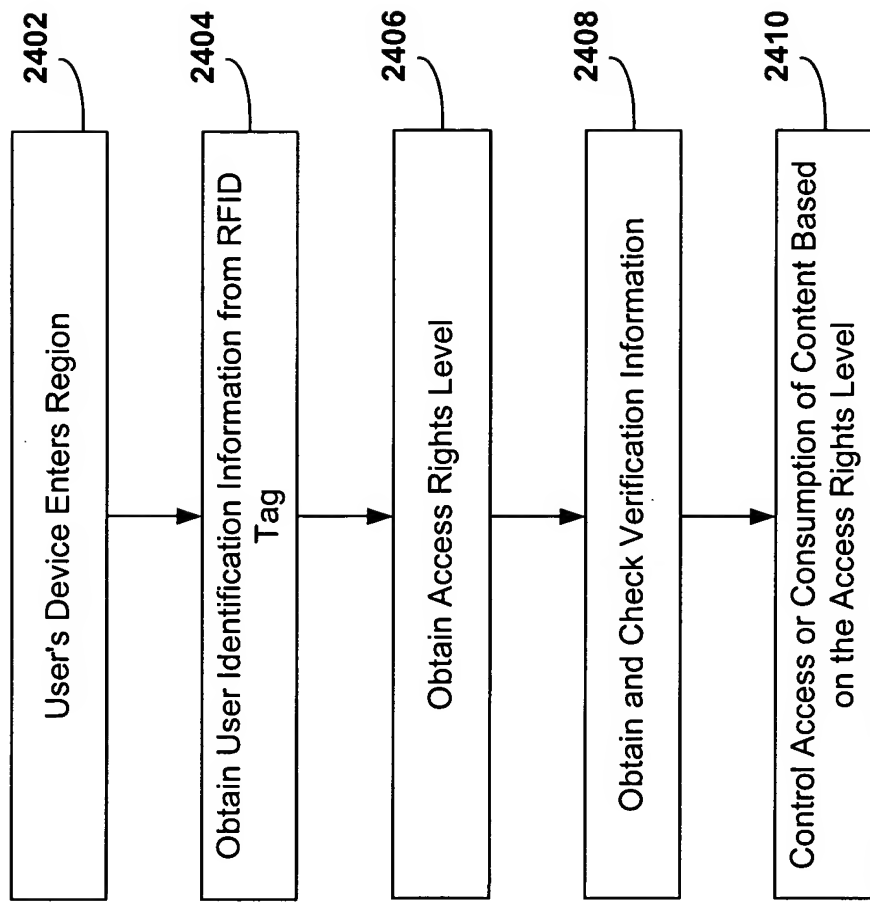 2402
User's Device Enters Region
2404
Obtain User Identification Information from RFID
Tag
2406
Obtain Access Rights Level
2408
Obtain and Check Verification Information
2410
Control Access or Consumption of Content Based
on the Access Rights Level